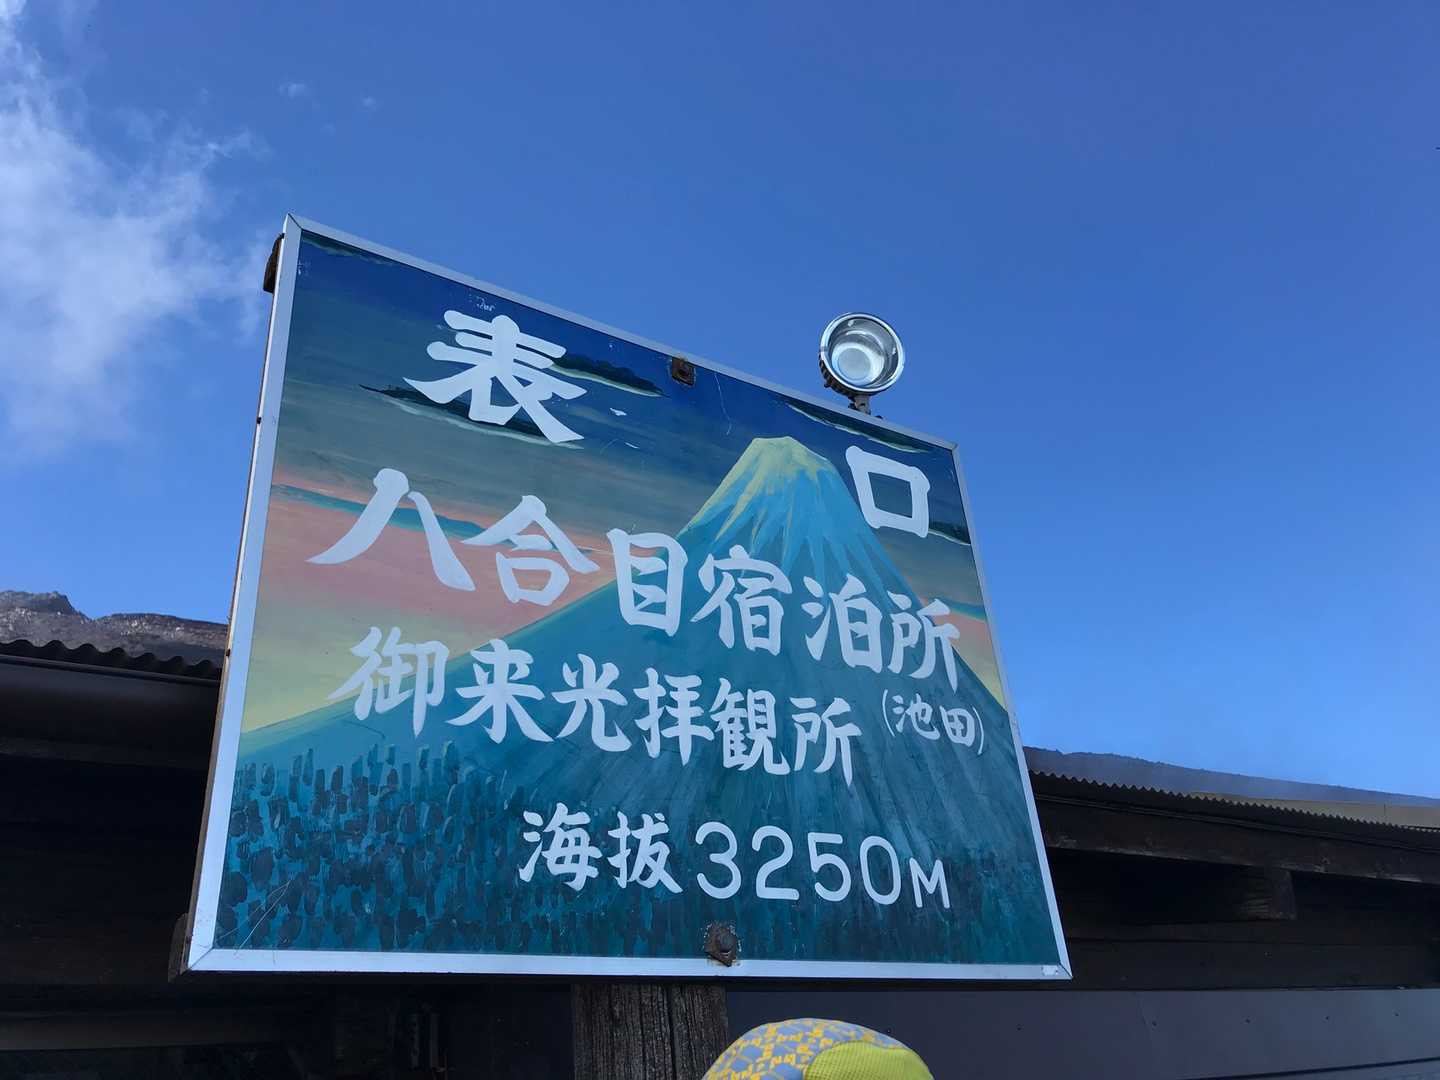 表口
八合目宿泊所
御来光拝観所(池田)
海抜3250M